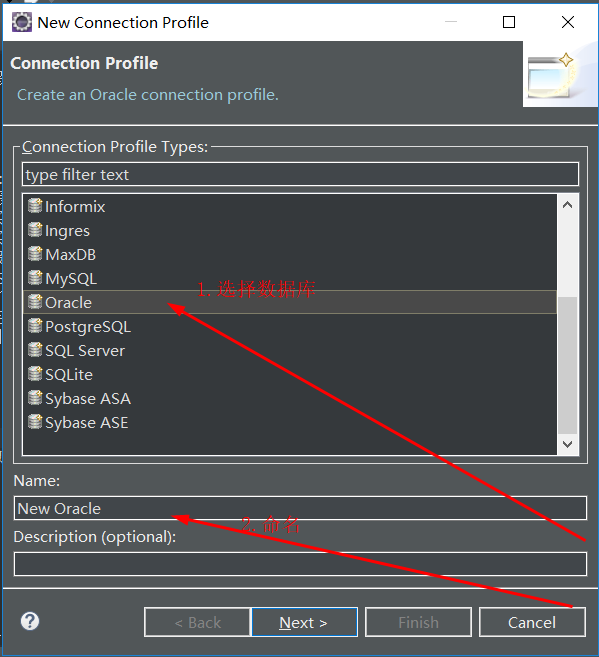 New Connection Profile
Connection Profile
Create an Oracle connection profile.
Connection Profile Types:
type filter text
Informix
Ingres
MaxDB
MySQL
1. 选择数据库
Oracle
PostgreSQL
SQL Server
SQLite
Sybase ASA
Sybase ASE
Name:
New Oracle
2. 命名
Description (optional):
? < Back Next > Finish Cancel